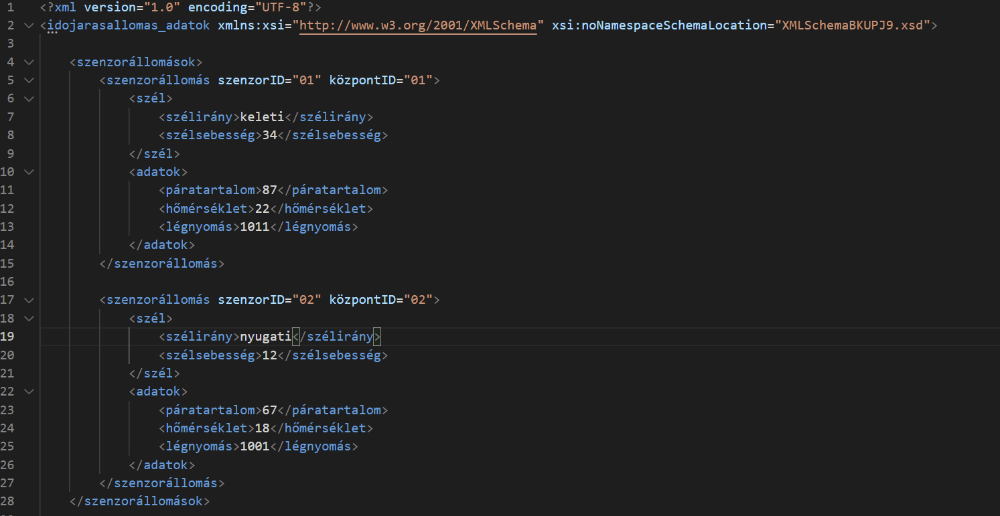 1 <?xml version="1.0" encoding="UTF-8"?>
2 <idojarasallomas_adatok xmlns:xsi="http://www.w3.org/2001/XMLSchema" xsi:noNamespaceSchemaLocation="XMLSchemaBKUPJ9.xsd">
3
4 <szenzorállomások>
5 <szenzorállomás szenzorID="01" központID="01">
6 <szél>
7 <szélirány>keleti</szélirány>
8 <szélsebesség>34</szélsebesség>
9 </szél>
10 <adatok>
11 <páratartalom>87</páratartalom>
12 <hőmérséklet>22</hőmérséklet>
13 <légnyomás>1011</légnyomás>
14 </adatok>
15 </szenzorállomás>
16
17 <szenzorállomás szenzorID="02" központID="02">
18 <szél>
19 <szélirány>nyugati</szélirány>
20 <szélsebesség>12</szélsebesség>
21 </szél>
22 <adatok>
23 <páratartalom>67</páratartalom>
24 <hőmérséklet>18</hőmérséklet>
25 <légnyomás>1001</légnyomás>
26 </adatok>
27 </szenzorállomás>
28 </szenzorállomások>